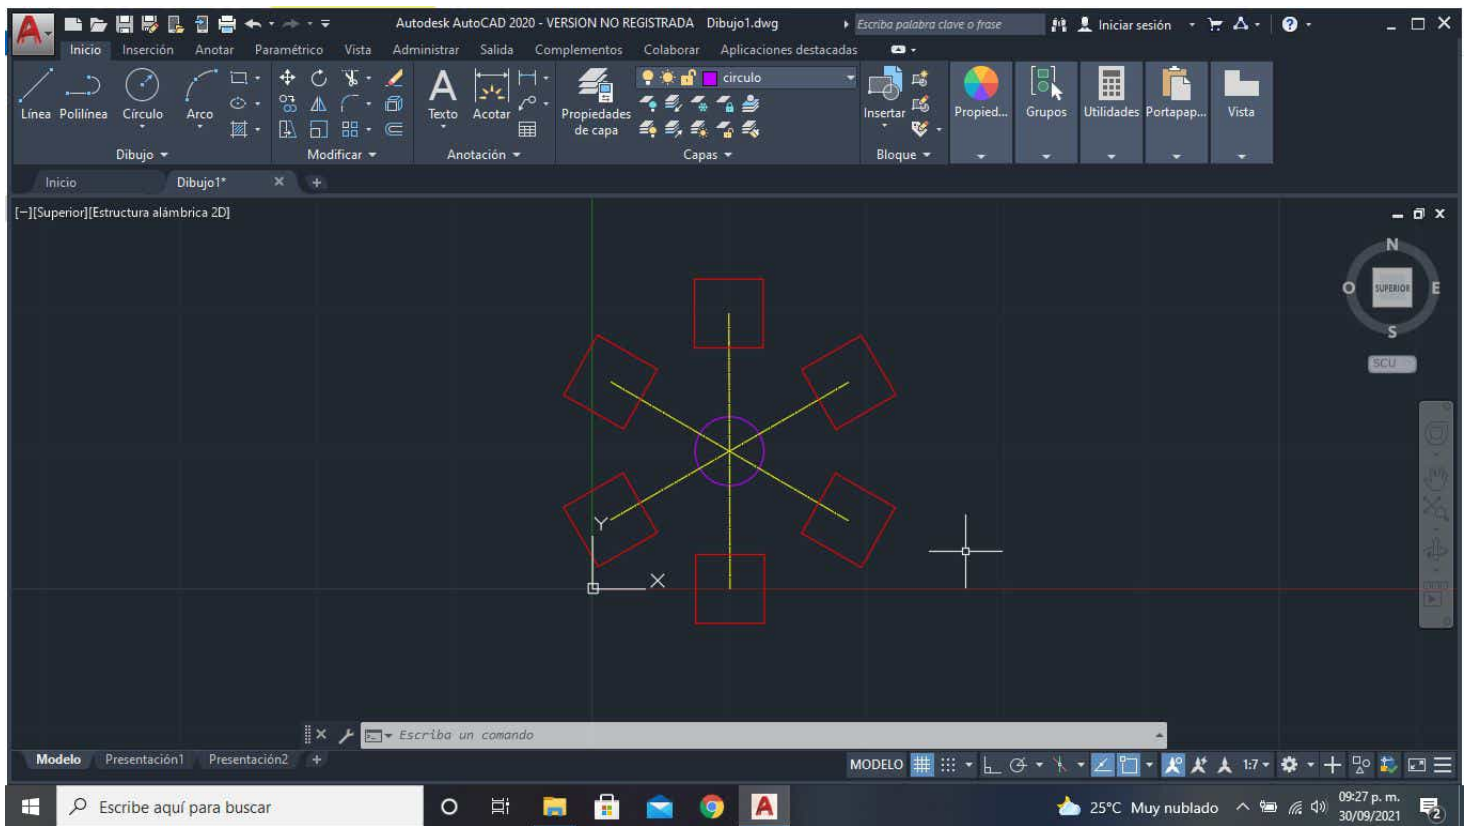 Autodesk AutoCAD 2020 - VERSION NO REGISTRADA Dibujo1.dwg Escriba palabra clave o frase Iniciar sesión
Inicio Inserción Anotar Paramétrico Vista Administrar Salida Complementos Colaborar Aplicaciones destacadas
circulo
Línea Polilínea Círculo Arco Texto Acotar Propiedades de capa Insertar Propied... Grupos Utilidades Portapap... Vista
Dibujo Modificar Anotación Capas Bloque
Inicio Dibujo1* +
[−][Superior][Estructura alámbrica 2D]
N
O SUPERIOR E
S
SCU
Y
X
Escriba un comando
Modelo Presentación1 Presentación2 +
MODELO 1:7
Escribe aquí para buscar
25°C Muy nublado
09:27 p. m.
30/09/2021
2